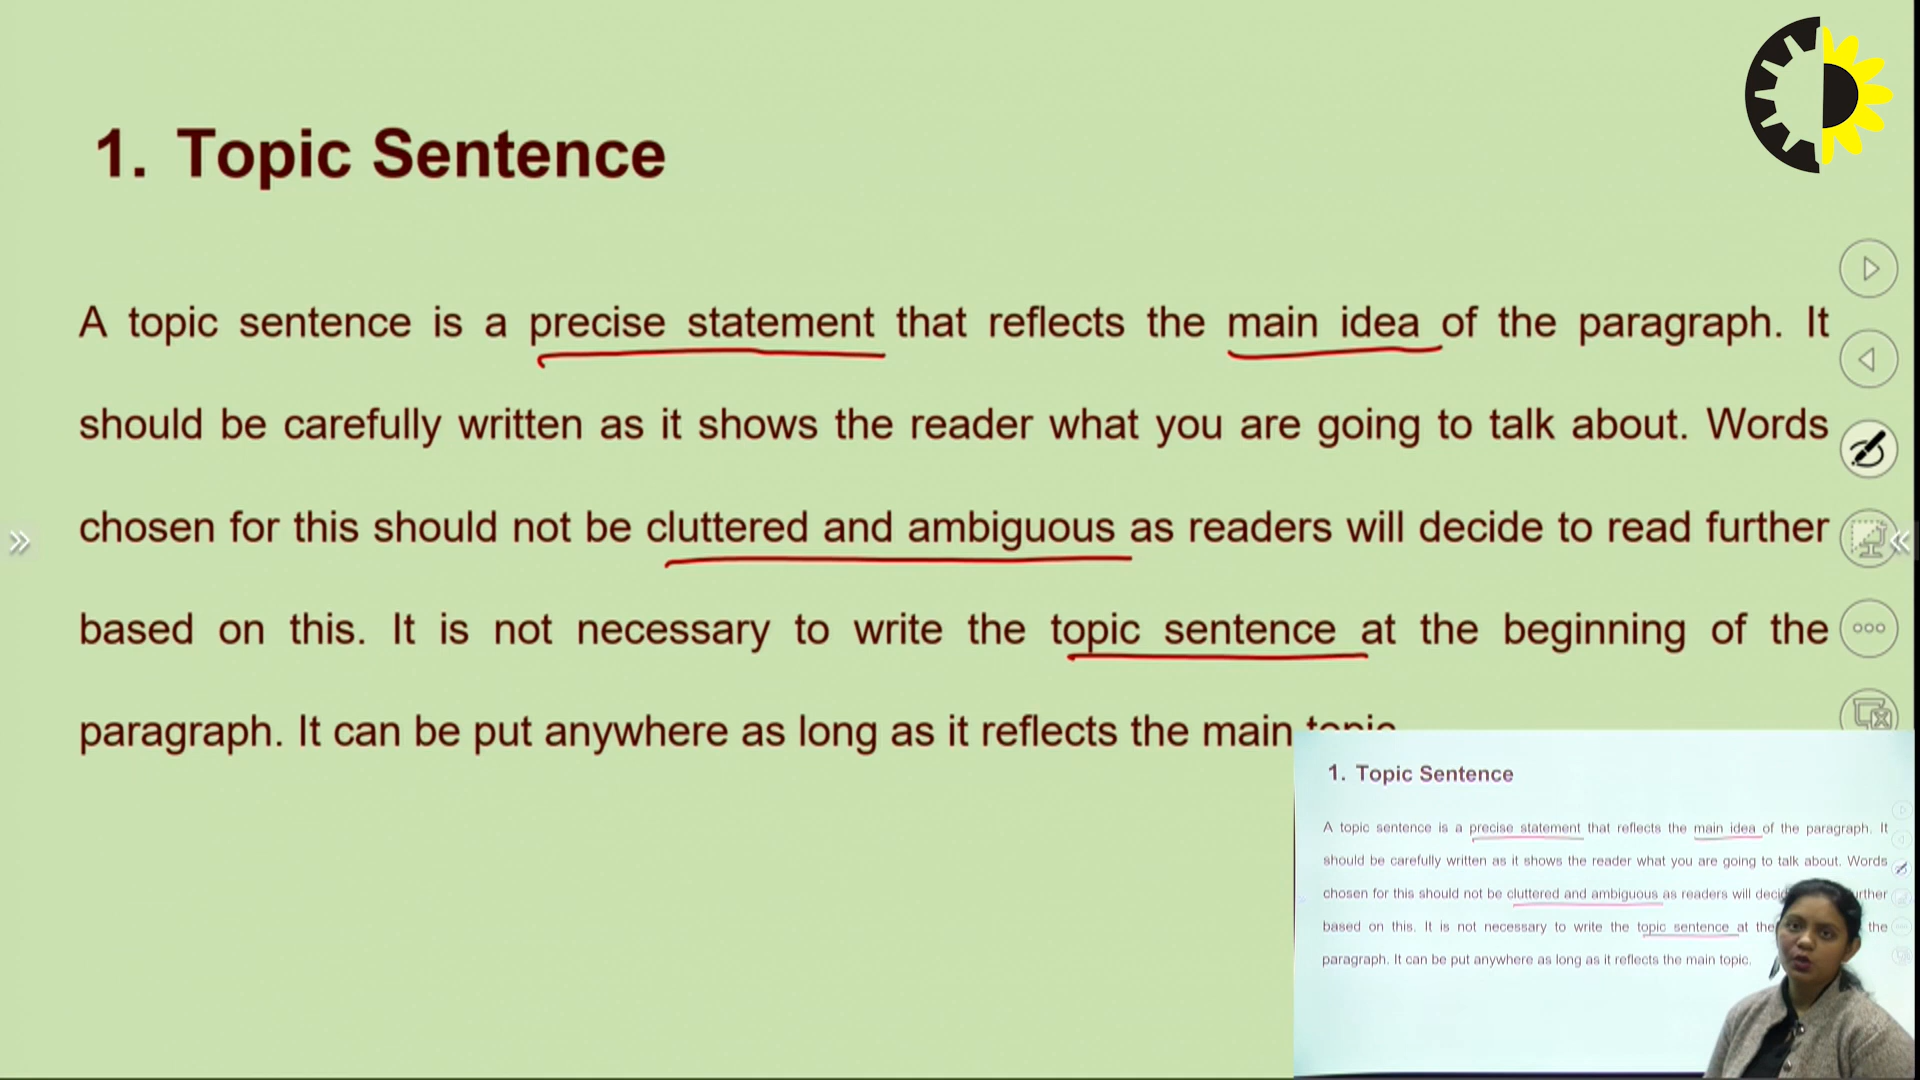 1. Topic Sentence
A topic sentence is a precise statement that reflects the main idea of the paragraph. It
should be carefully written as it shows the reader what you are going to talk about. Words
chosen for this should not be cluttered and ambiguous as readers will decide to read further
based on this. It is not necessary to write the topic sentence at the beginning of the
paragraph. It can be put anywhere as long as it reflects the main topic
1. Topic Sentence
A topic sentence is a precise statement that reflects the main idea of the paragraph. It
should be carefully written as it shows the reader what you are going to talk about. Words
chosen for this should not be cluttered and ambiguous as readers will
based on this. It is not necessary to write the topic sentence at the the
paragraph. It can be put anywhere as long as it reflects the main topic.